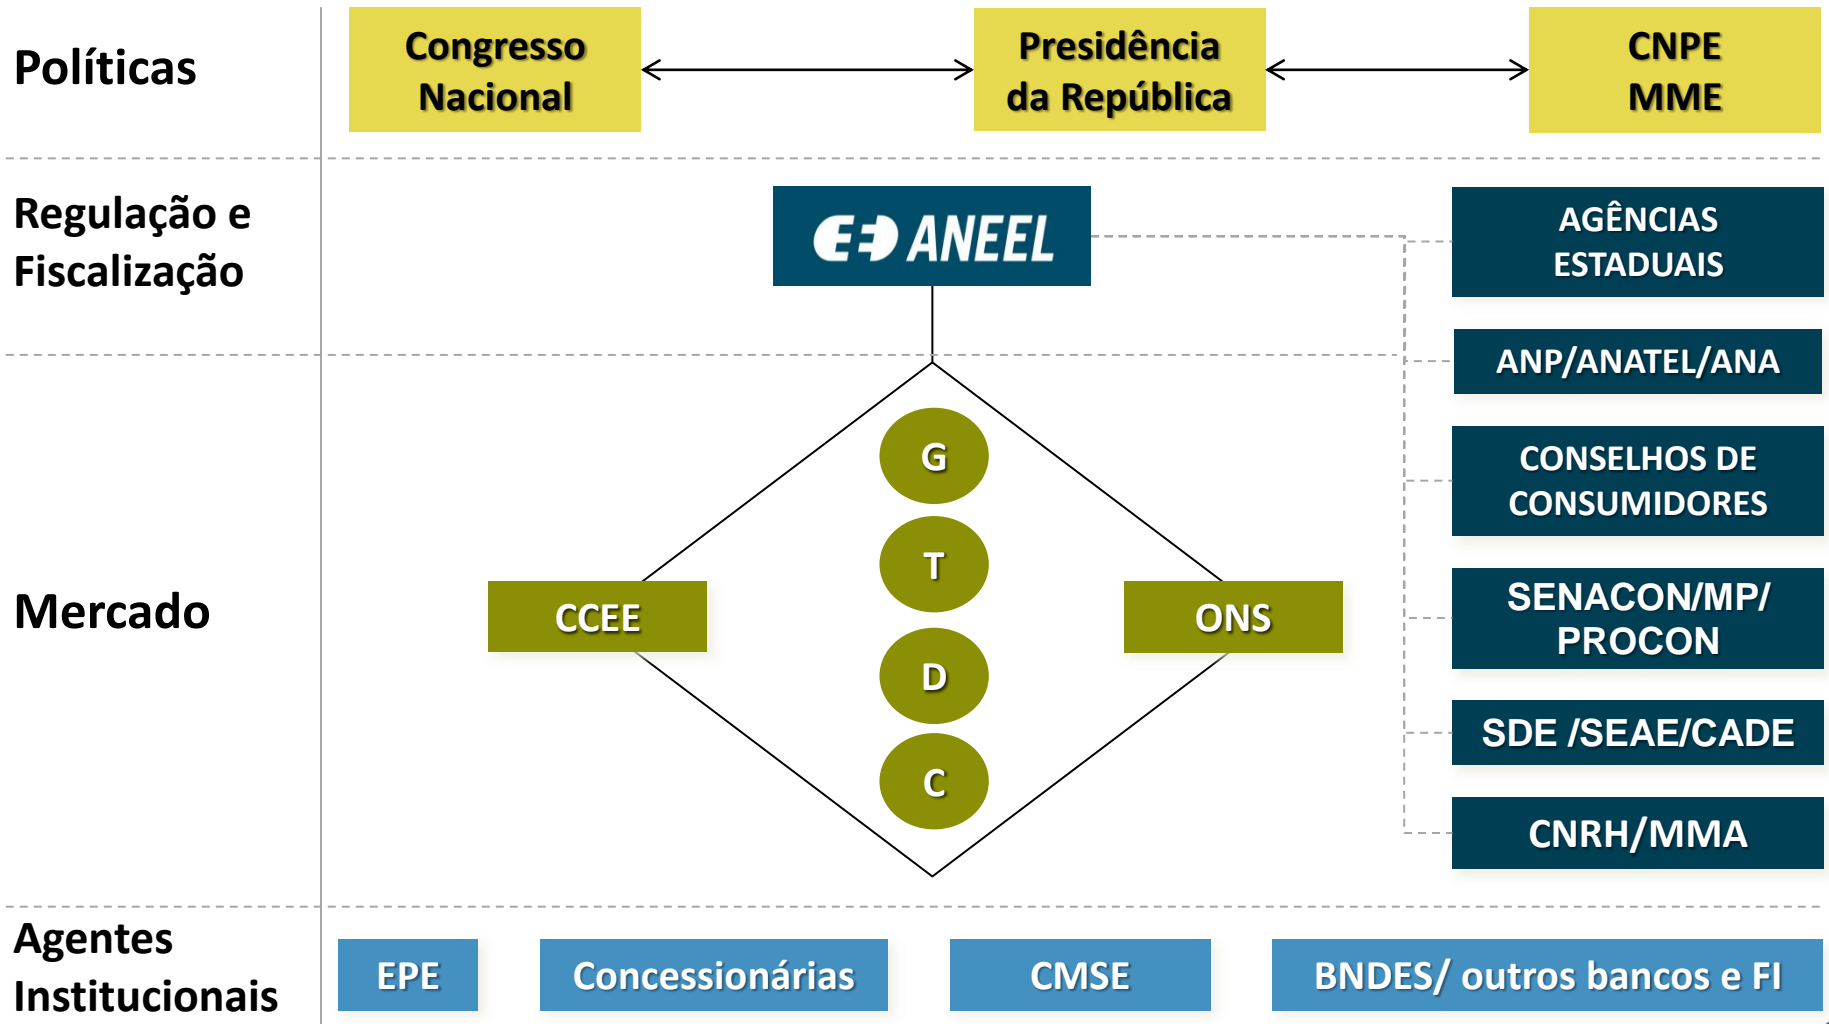 Políticas
Congresso
Nacional
Presidência
da República
CNPE
MME
Regulação e
Fiscalização
ANEEL
AGÊNCIAS
ESTADUAIS
ANP/ANATEL/ANA
CONSELHOS DE
CONSUMIDORES
SENACON/MP/
PROCON
SDE /SEAE/CADE
CNRH/MMA
Mercado
G
T
D
C
CCEE
ONS
Agentes
Institucionais
EPE
Concessionárias
CMSE
BNDES/ outros bancos e FI